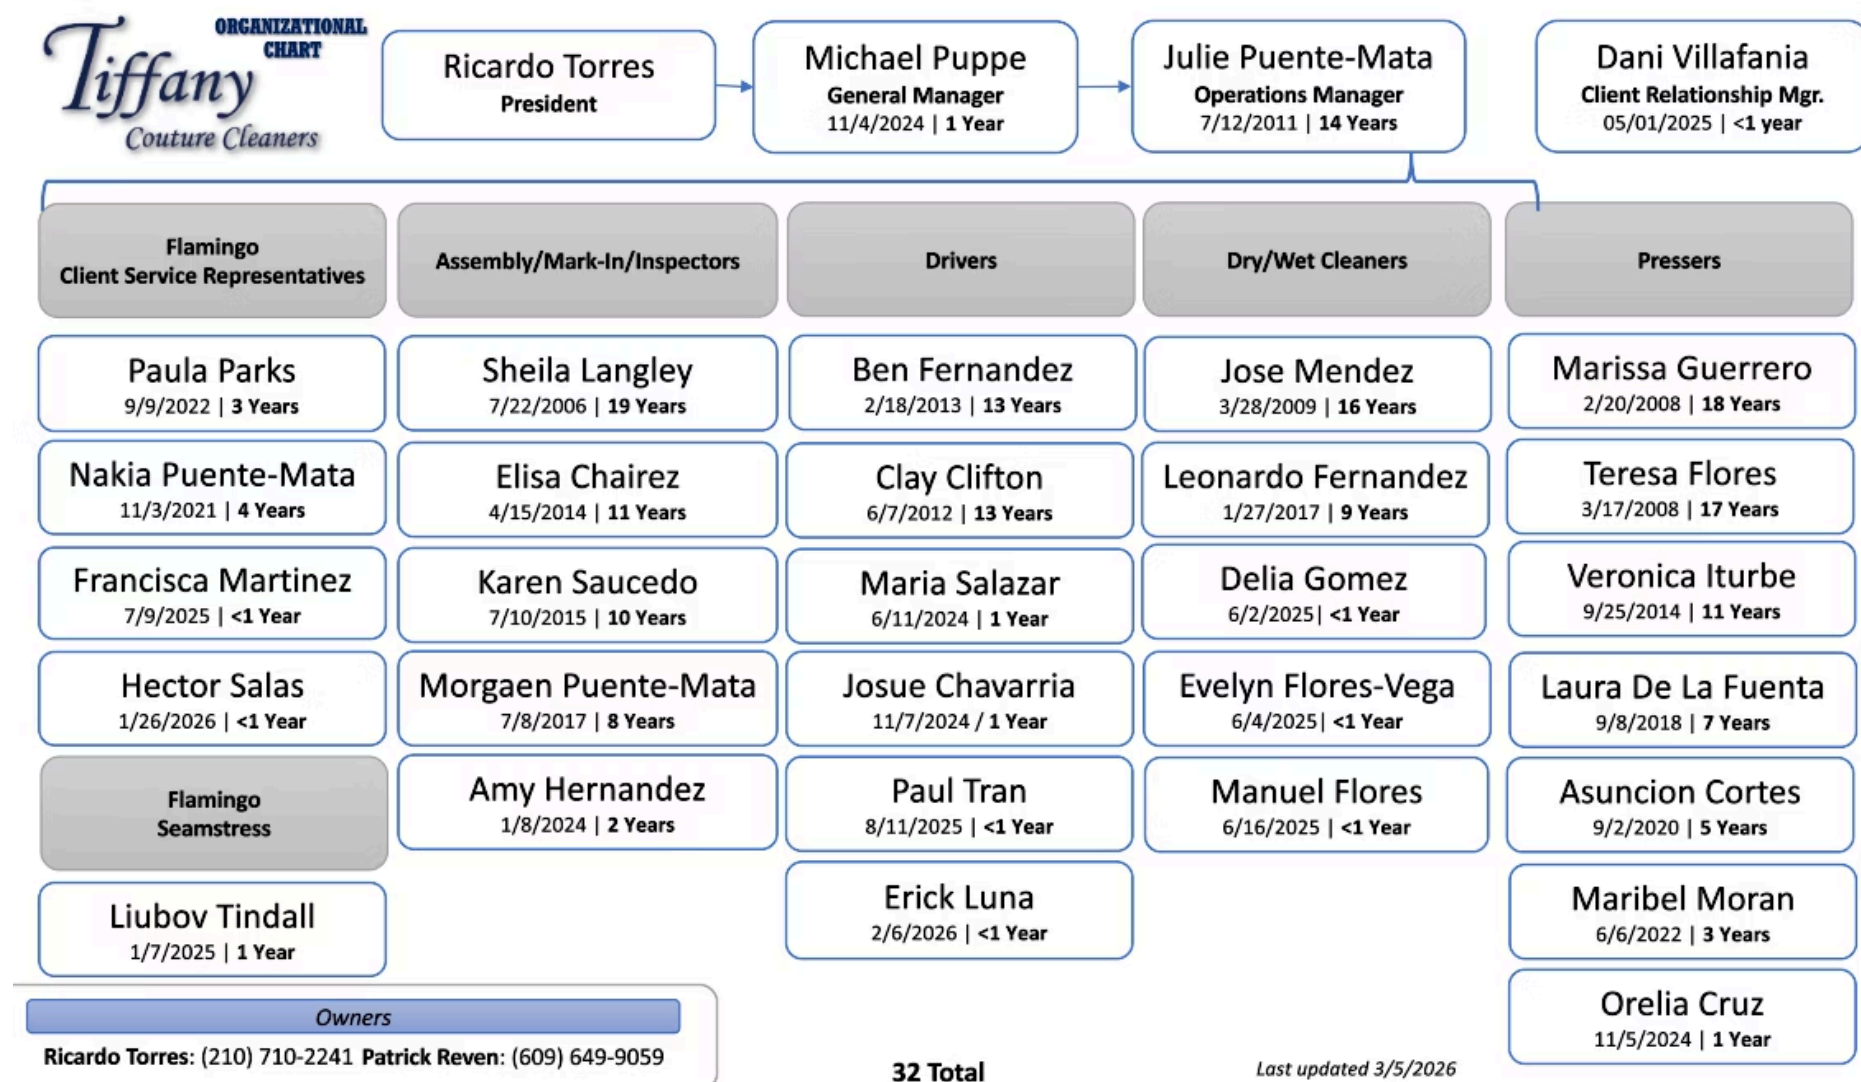 ORGANIZATIONAL
CHART
Tiffany
Couture Cleaners
Ricardo Torres
President
Michael Puppe
General Manager
11/4/2024 | 1 Year
Julie Puente-Mata
Operations Manager
7/12/2011 | 14 Years
Dani Villafania
Client Relationship Mgr.
05/01/2025 | <1 year
Flamingo
Client Service Representatives
Paula Parks
9/9/2022 | 3 Years
Nakia Puente-Mata
11/3/2021 | 4 Years
Francisca Martinez
7/9/2025 | <1 Year
Hector Salas
1/26/2026 | <1 Year
Flamingo
Seamstress
Liubov Tindall
1/7/2025 | 1 Year
Assembly/Mark-In/Inspectors
Sheila Langley
7/22/2006 | 19 Years
Elisa Chairez
4/15/2014 | 11 Years
Karen Saucedo
7/10/2015 | 10 Years
Morgaen Puente-Mata
7/8/2017 | 8 Years
Amy Hernandez
1/8/2024 | 2 Years
Drivers
Ben Fernandez
2/18/2013 | 13 Years
Clay Clifton
6/7/2012 | 13 Years
Maria Salazar
6/11/2024 | 1 Year
Josue Chavarria
11/7/2024 / 1 Year
Paul Tran
8/11/2025 | <1 Year
Erick Luna
2/6/2026 | <1 Year
Dry/Wet Cleaners
Jose Mendez
3/28/2009 | 16 Years
Leonardo Fernandez
1/27/2017 | 9 Years
Delia Gomez
6/2/2025| <1 Year
Evelyn Flores-Vega
6/4/2025| <1 Year
Manuel Flores
6/16/2025 | <1 Year
Pressers
Marissa Guerrero
2/20/2008 | 18 Years
Teresa Flores
3/17/2008 | 17 Years
Veronica Iturbe
9/25/2014 | 11 Years
Laura De La Fuenta
9/8/2018 | 7 Years
Asuncion Cortes
9/2/2020 | 5 Years
Maribel Moran
6/6/2022 | 3 Years
Orelia Cruz
11/5/2024 | 1 Year
Owners
Ricardo Torres: (210) 710-2241 Patrick Reven: (609) 649-9059
32 Total
Last updated 3/5/2026